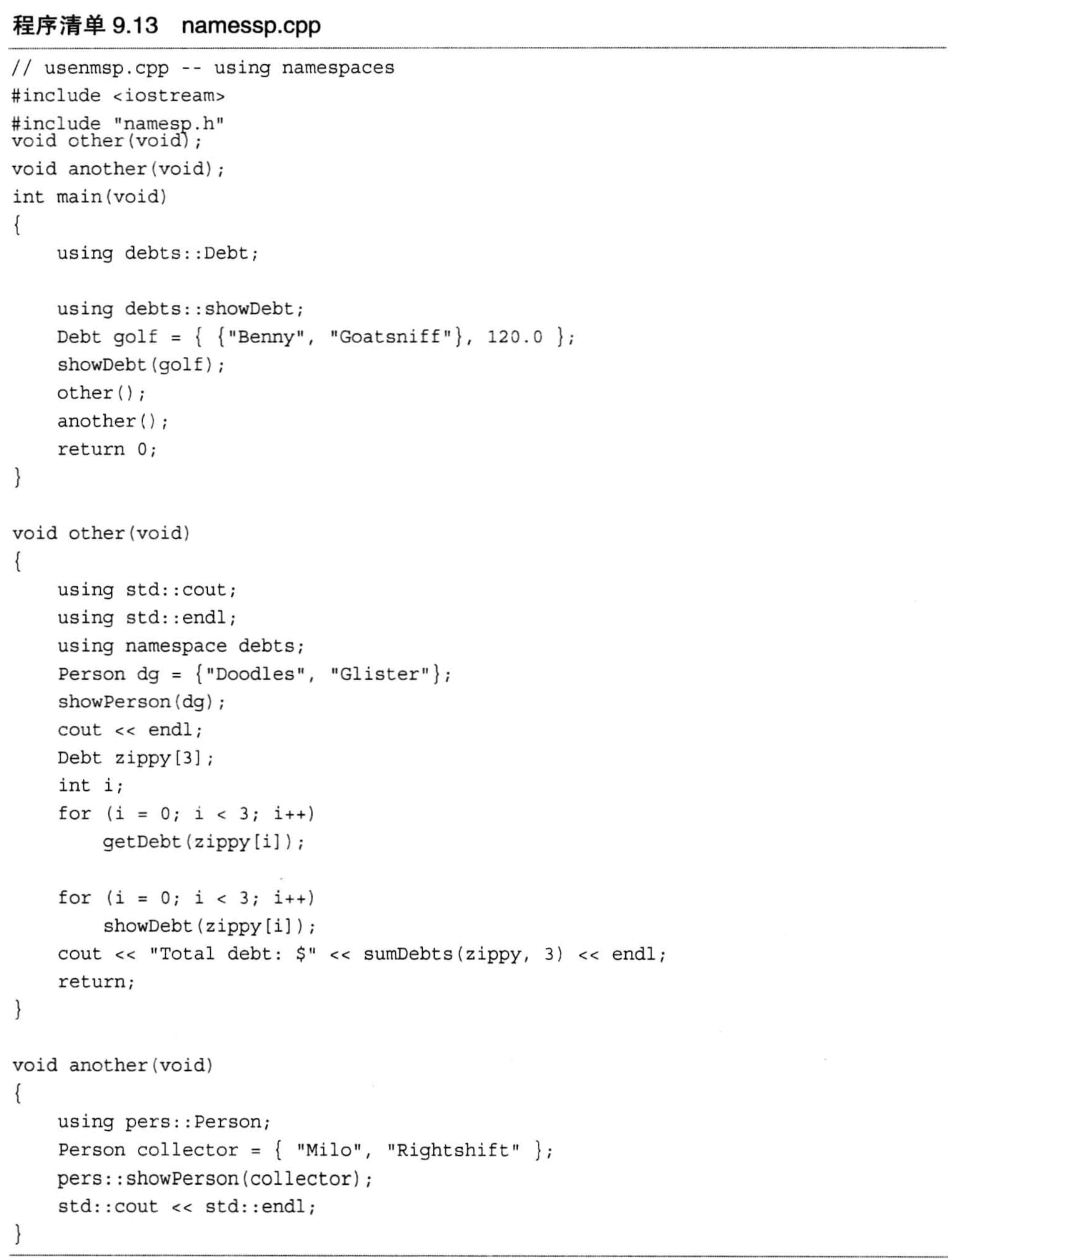 程序清单 9.13 namessp.cpp
// usenmsp.cpp -- using namespaces
#include <iostream>
#include "namesp.h"
void other(void);
void another(void);
int main(void)
{
    using debts::Debt;

    using debts::showDebt;
    Debt golf = { {"Benny", "Goatsniff"}, 120.0 };
    showDebt(golf);
    other();
    another();
    return 0;
}

void other(void)
{
    using std::cout;
    using std::endl;
    using namespace debts;
    Person dg = {"Doodles", "Glister"};
    showPerson(dg);
    cout << endl;
    Debt zippy[3];
    int i;
    for (i = 0; i < 3; i++)
        getDebt(zippy[i]);

    for (i = 0; i < 3; i++)
        showDebt(zippy[i]);
    cout << "Total debt: $" << sumDebts(zippy, 3) << endl;
    return;
}

void another(void)
{
    using pers::Person;
    Person collector = { "Milo", "Rightshift" };
    pers::showPerson(collector);
    std::cout << std::endl;
}